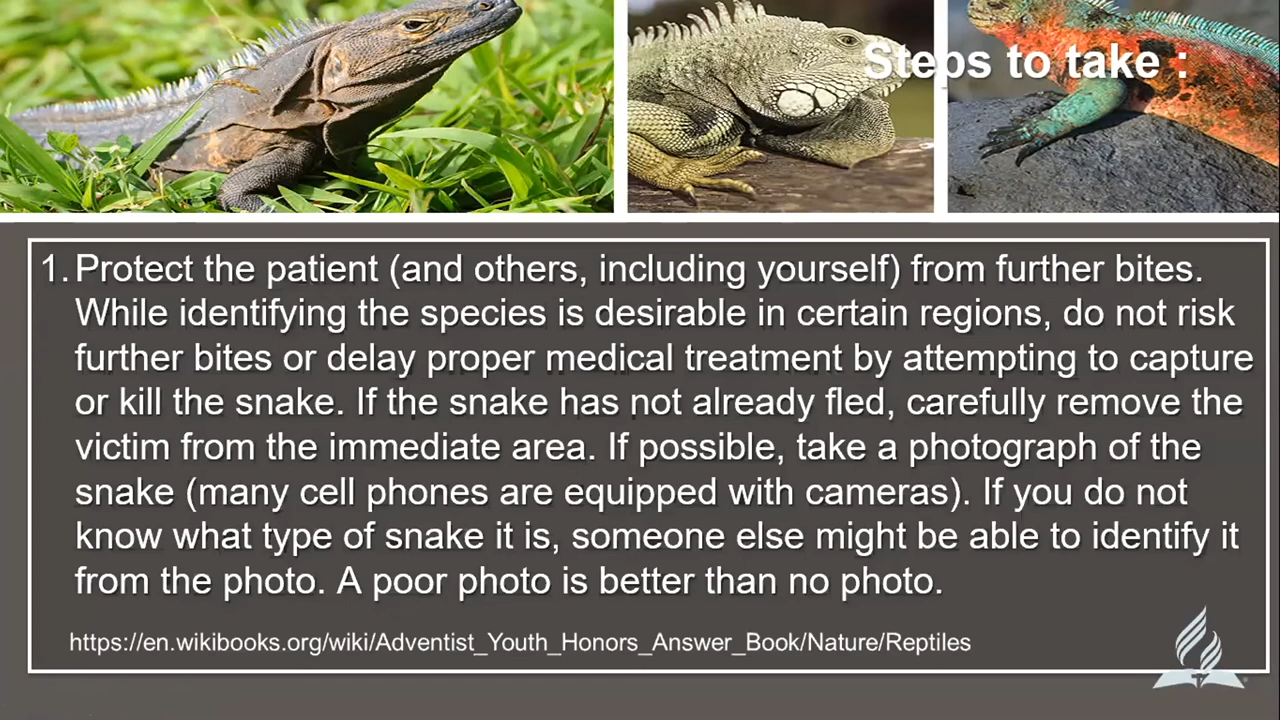 Steps to take :
1. Protect the patient (and others, including yourself) from further bites.
While identifying the species is desirable in certain regions, do not risk
further bites or delay proper medical treatment by attempting to capture
or kill the snake. If the snake has not already fled, carefully remove the
victim from the immediate area. If possible, take a photograph of the
snake (many cell phones are equipped with cameras). If you do not
know what type of snake it is, someone else might be able to identify it
from the photo. A poor photo is better than no photo.
https://en.wikibooks.org/wiki/Adventist_Youth_Honors_Answer_Book/Nature/Reptiles